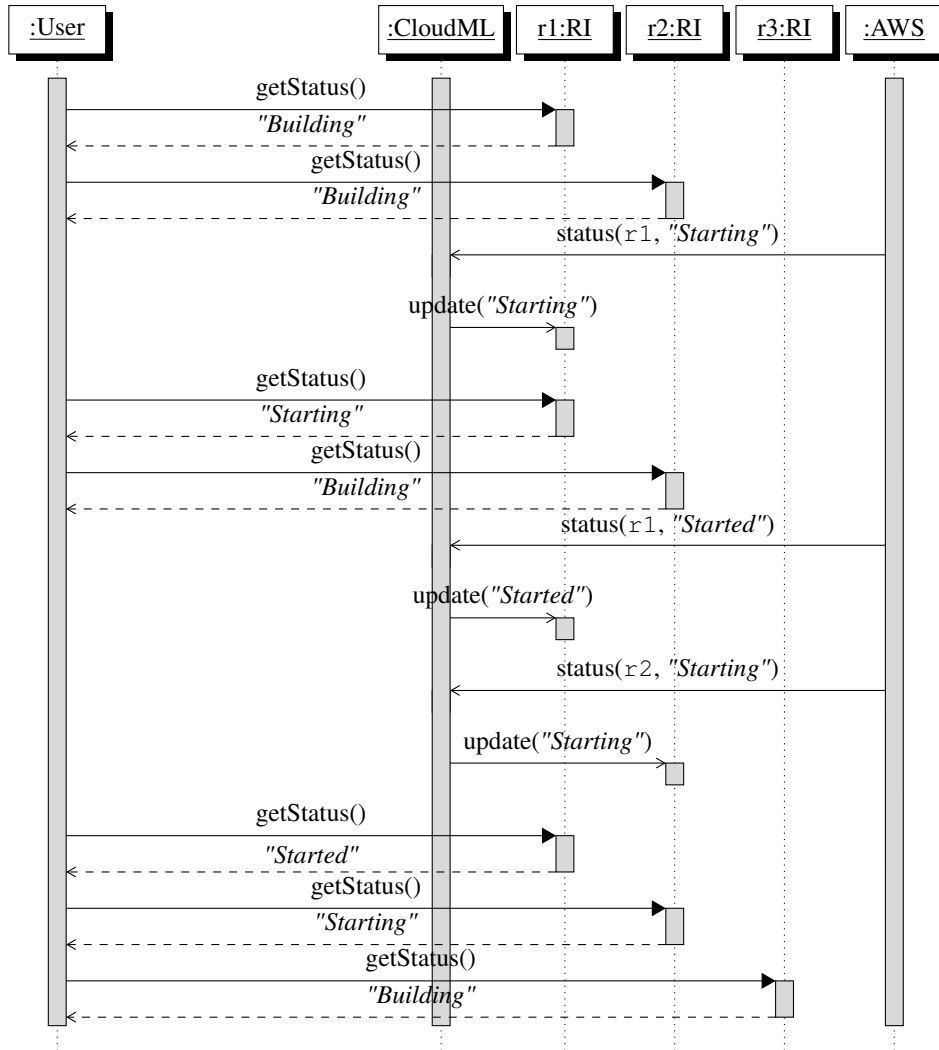 :User :CloudML r1:RI r2:RI r3:RI :AWS
getStatus()
"Building"
getStatus()
"Building"
status(r1, "Starting")
update("Starting")
getStatus()
"Starting"
getStatus()
"Building"
status(r1, "Started")
update("Started")
status(r2, "Starting")
update("Starting")
getStatus()
"Started"
getStatus()
"Starting"
getStatus()
"Building"